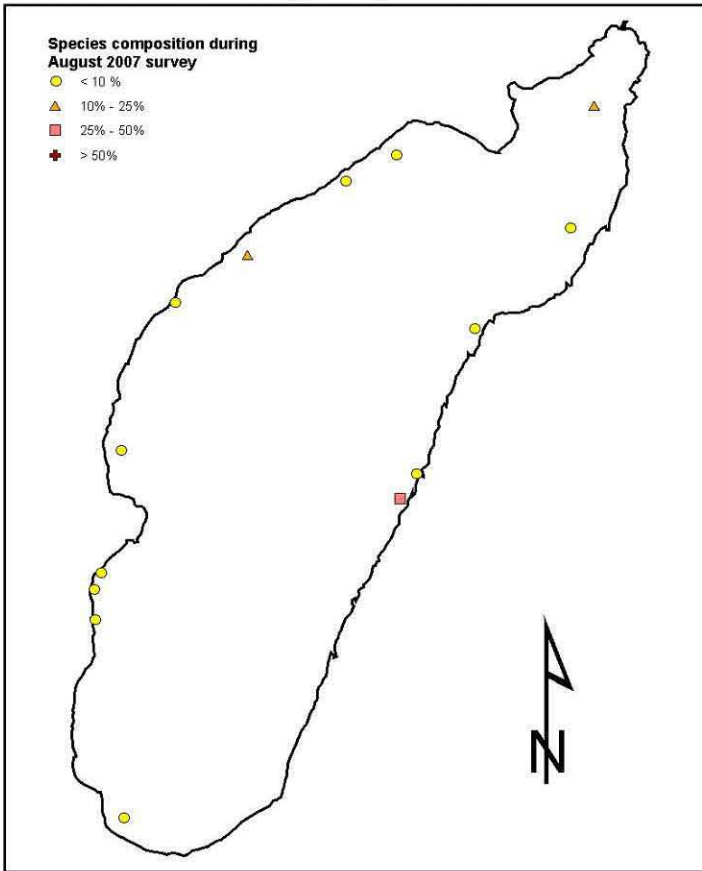 Species composition during
August 2007 survey
< 10 %
10% - 25%
25% - 50%
> 50%
N